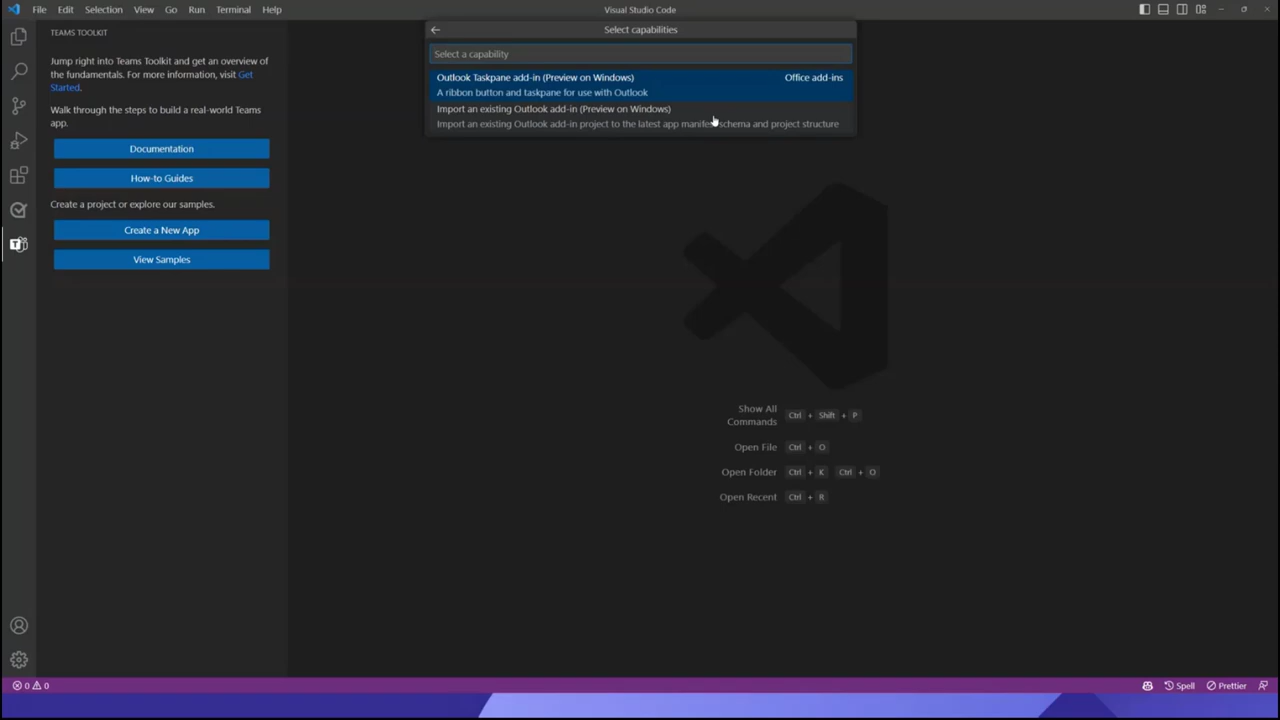 File Edit Selection View Go Run Terminal Help
Visual Studio Code
TEAMS TOOLKIT
Jump right into Teams Toolkit and get an overview
of the fundamentals. For more information, visit Get
Started.
Walk through the steps to build a real-world Teams
app.
Documentation
How-to Guides
Create a project or explore our samples.
Create a New App
View Samples
Select capabilities
Select a capability
Outlook Taskpane add-in (Preview on Windows) Office add-ins
A ribbon button and taskpane for use with Outlook
Import an existing Outlook add-in (Preview on Windows)
Import an existing Outlook add-in project to the latest app manifest schema and project structure
Show All
Commands
Ctrl + Shift + P
Open File Ctrl + O
Open Folder Ctrl + K Ctrl + O
Open Recent Ctrl + R
0 0
Spell Prettier